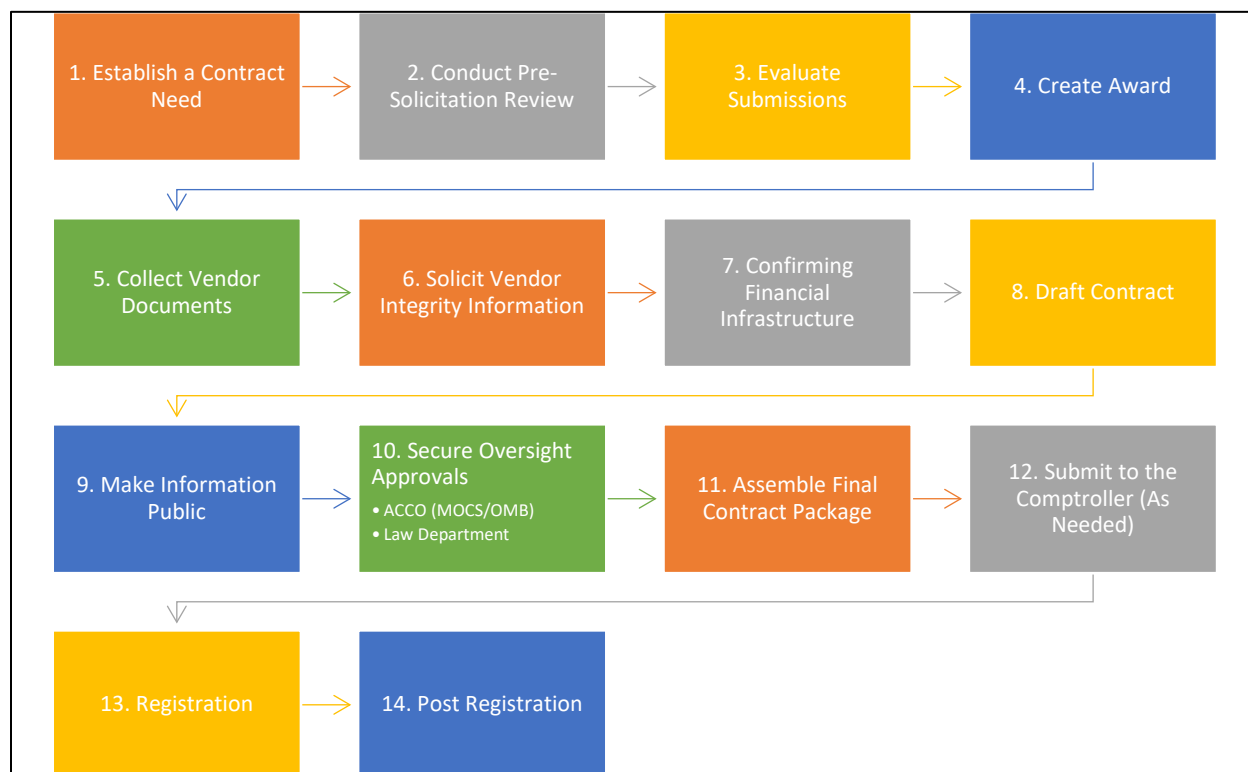 1. Establish a Contract
Need
2. Conduct Pre-
Solicitation Review
3. Evaluate
Submissions
4. Create Award
5. Collect Vendor
Documents
6. Solicit Vendor
Integrity Information
7. Confirming
Financial
Infrastructure
8. Draft Contract
9. Make Information
Public
10. Secure Oversight
Approvals
• ACCO (MOCS/OMB)
• Law Department
11. Assemble Final
Contract Package
12. Submit to the
Comptroller (As
Needed)
13. Registration
14. Post Registration